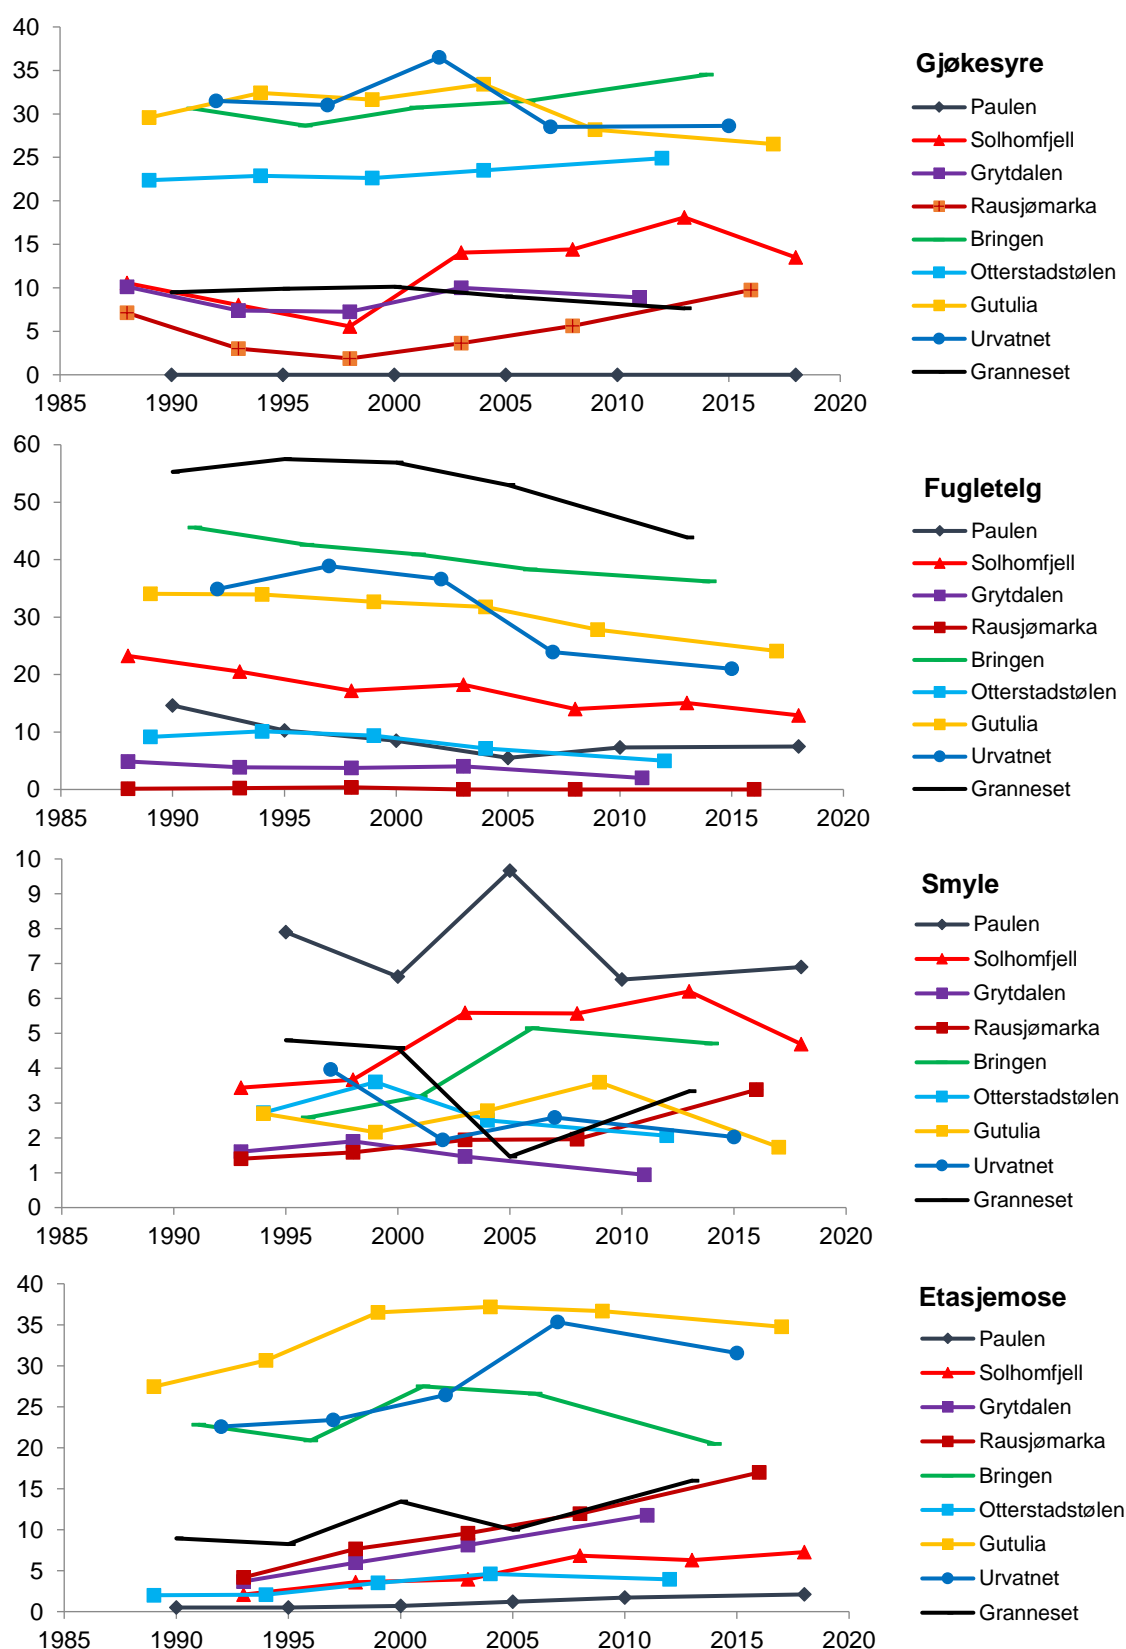 40
35
30
25
20
15
10
5
0
1985 1990 1995 2000 2005 2010 2015 2020
Gjøkesyre
Paulen
Solhomfjell
Grytdalen
Rausjømarka
Bringen
Otterstadstølen
Gutulia
Urvatnet
Granneset
60
50
40
30
20
10
0
1985 1990 1995 2000 2005 2010 2015 2020
Fugletelg
Paulen
Solhomfjell
Grytdalen
Rausjømarka
Bringen
Otterstadstølen
Gutulia
Urvatnet
Granneset
10
9
8
7
6
5
4
3
2
1
0
1985 1990 1995 2000 2005 2010 2015 2020
Smyle
Paulen
Solhomfjell
Grytdalen
Rausjømarka
Bringen
Otterstadstølen
Gutulia
Urvatnet
Granneset
40
35
30
25
20
15
10
5
0
1985 1990 1995 2000 2005 2010 2015 2020
Etasjemose
Paulen
Solhomfjell
Grytdalen
Rausjømarka
Bringen
Otterstadstølen
Gutulia
Urvatnet
Granneset